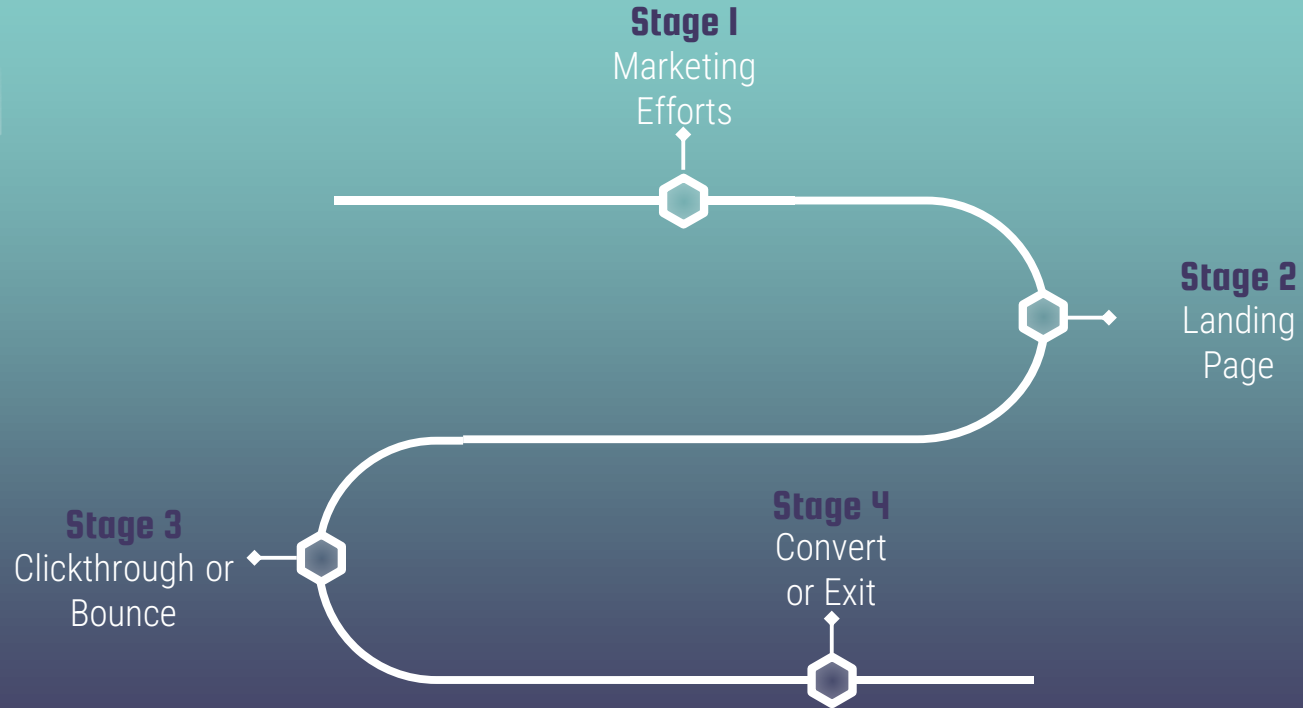 Stage 1
Marketing
Efforts
Stage 2
Landing
Page
Stage 3
Clickthrough or
Bounce
Stage 4
Convert
or Exit